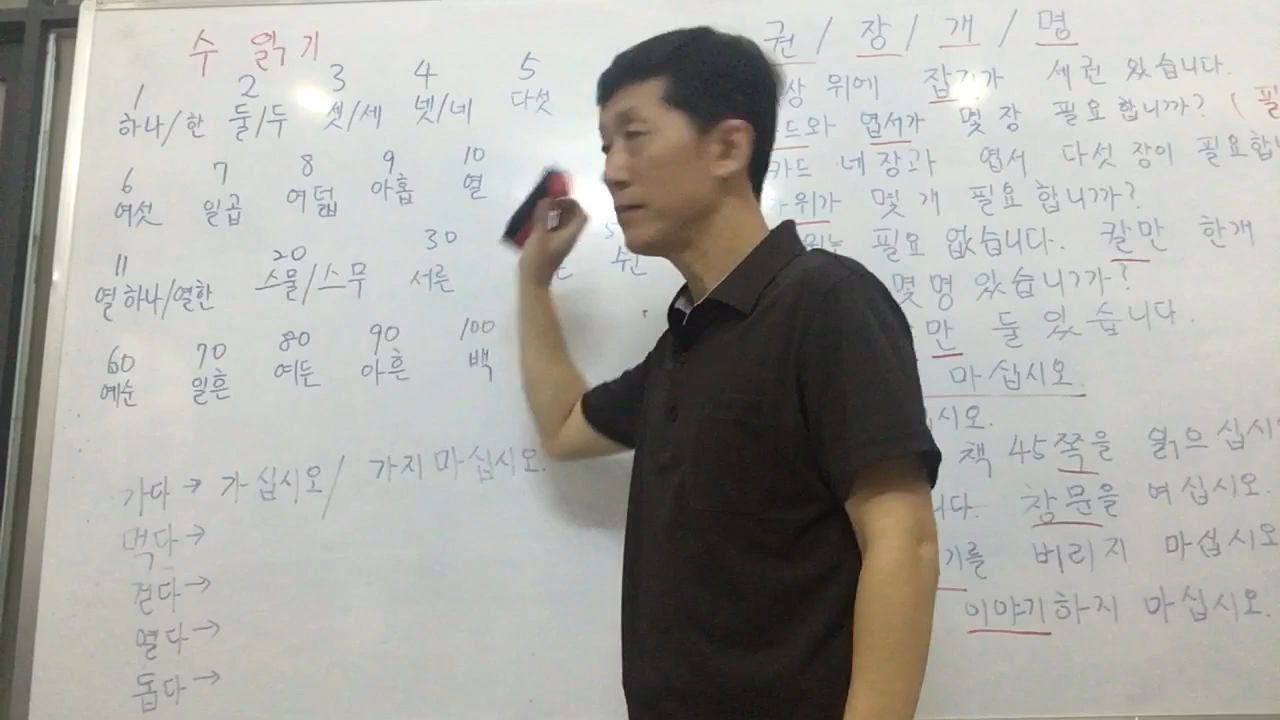 수 읽기
1 2 3 4 5
하나/한 둘/두 셋/세 넷/네 다섯
6 7 8 9 10
여섯 일곱 여덟 아홉 열
11 20 30
열하나/열한 스물/스무 서른 쉰
60 70 80 90 100
예순 일흔 여든 아흔 백
가다 → 가십시오/ 가지 마십시오.
먹다 →
걷다 →
열다 →
돕다 →
권 / 장 / 개 / 명
상 위에 잡지가 세권 있습니다.
드와 엽서가 몇 장 필요합니까? (필
카드 네장과 엽서 다섯 장이 필요합니
위가 몇 개 필요합니까?
위는 필요 없습니다. 칼만 한개
몇 명 있습니까?
만 둘 있습니다.
마십시오.
시오.
책 45쪽을 읽으십시
니다. 창문을 여십시오.
기를 버리지 마십시오
이야기하지 마십시오.